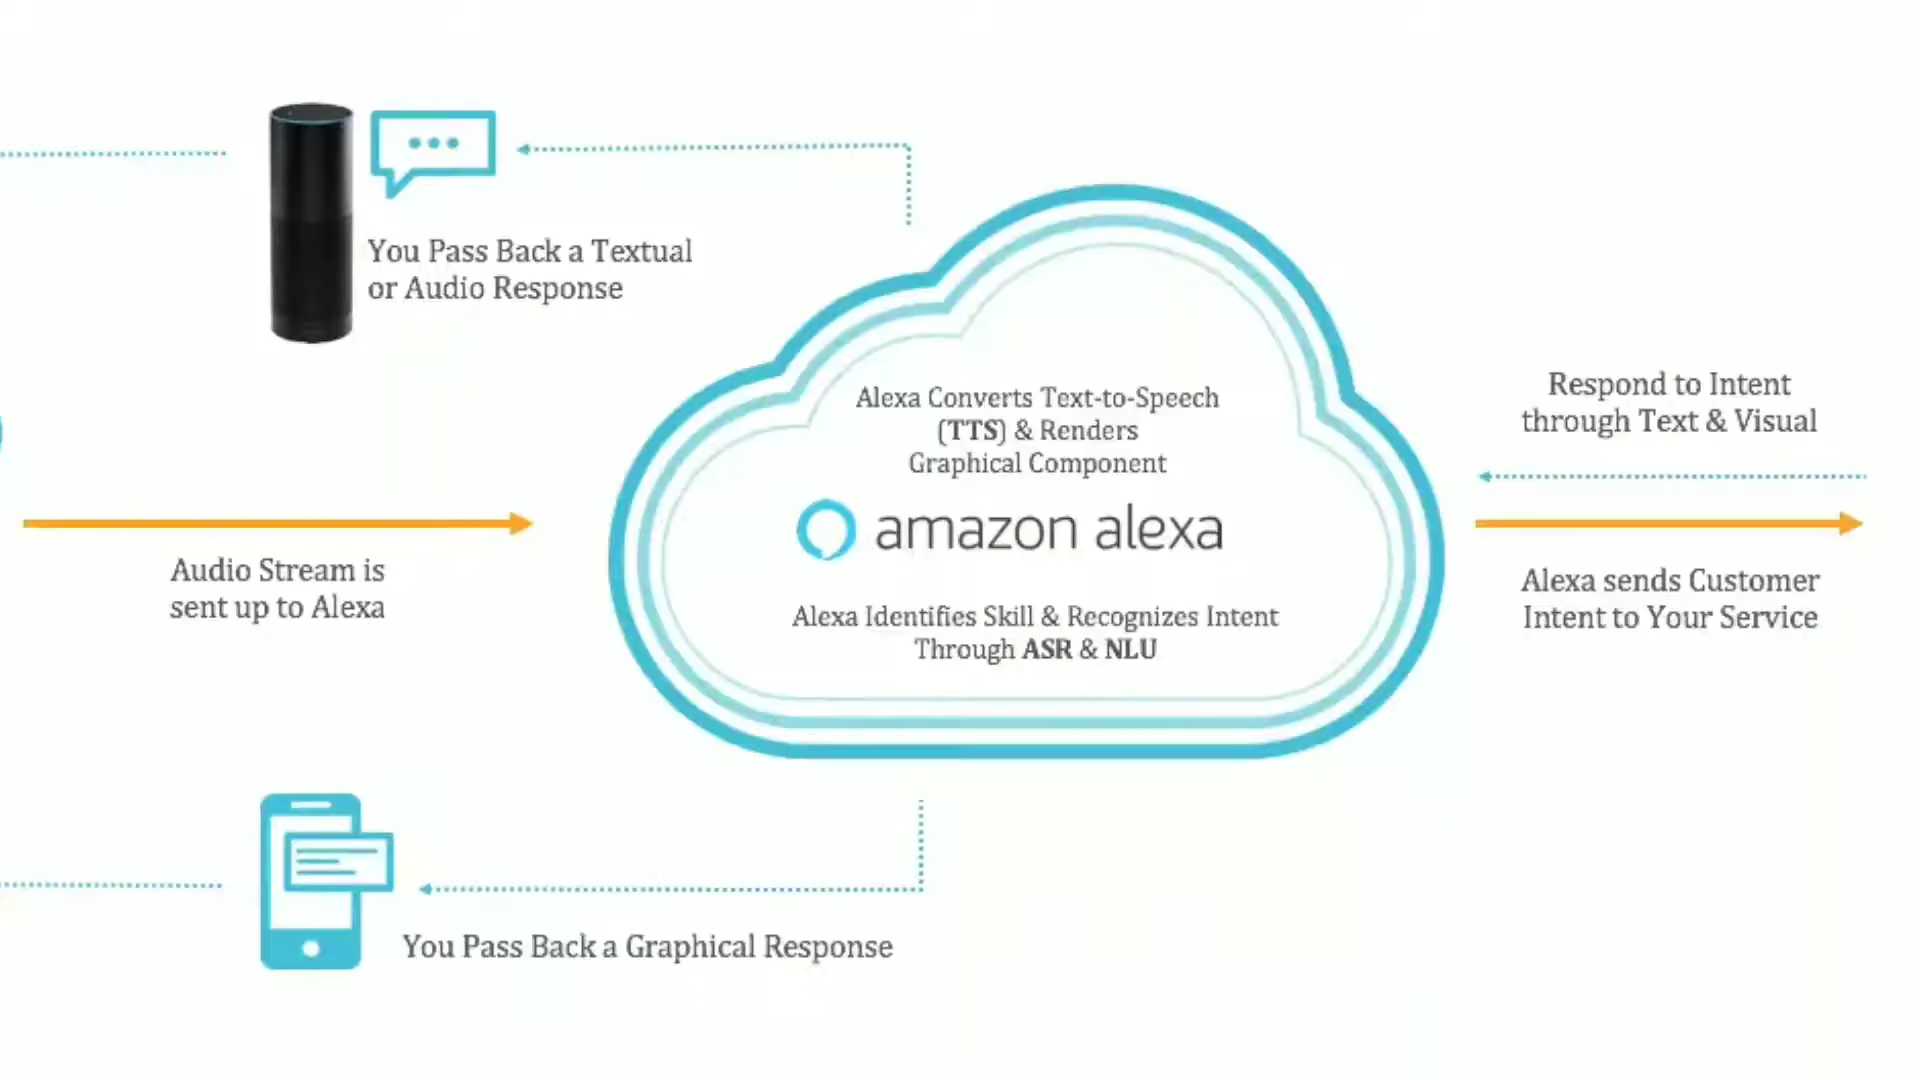 You Pass Back a Textual
or Audio Response
Alexa Converts Text-to-Speech
(TTS) & Renders
Graphical Component
amazon alexa
Alexa Identifies Skill & Recognizes Intent
Through ASR & NLU
Respond to Intent
through Text & Visual
Audio Stream is
sent up to Alexa
Alexa sends Customer
Intent to Your Service
You Pass Back a Graphical Response